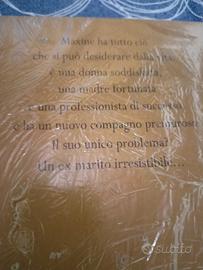 Maxine ha tutto ciò
che si può desiderare dalla vita:
è una donna soddisfatta,
una madre fortunata
e una professionista di successo
e ha un nuovo compagno premuroso.
Il suo unico problema?
Un ex marito irresistibile...
subito